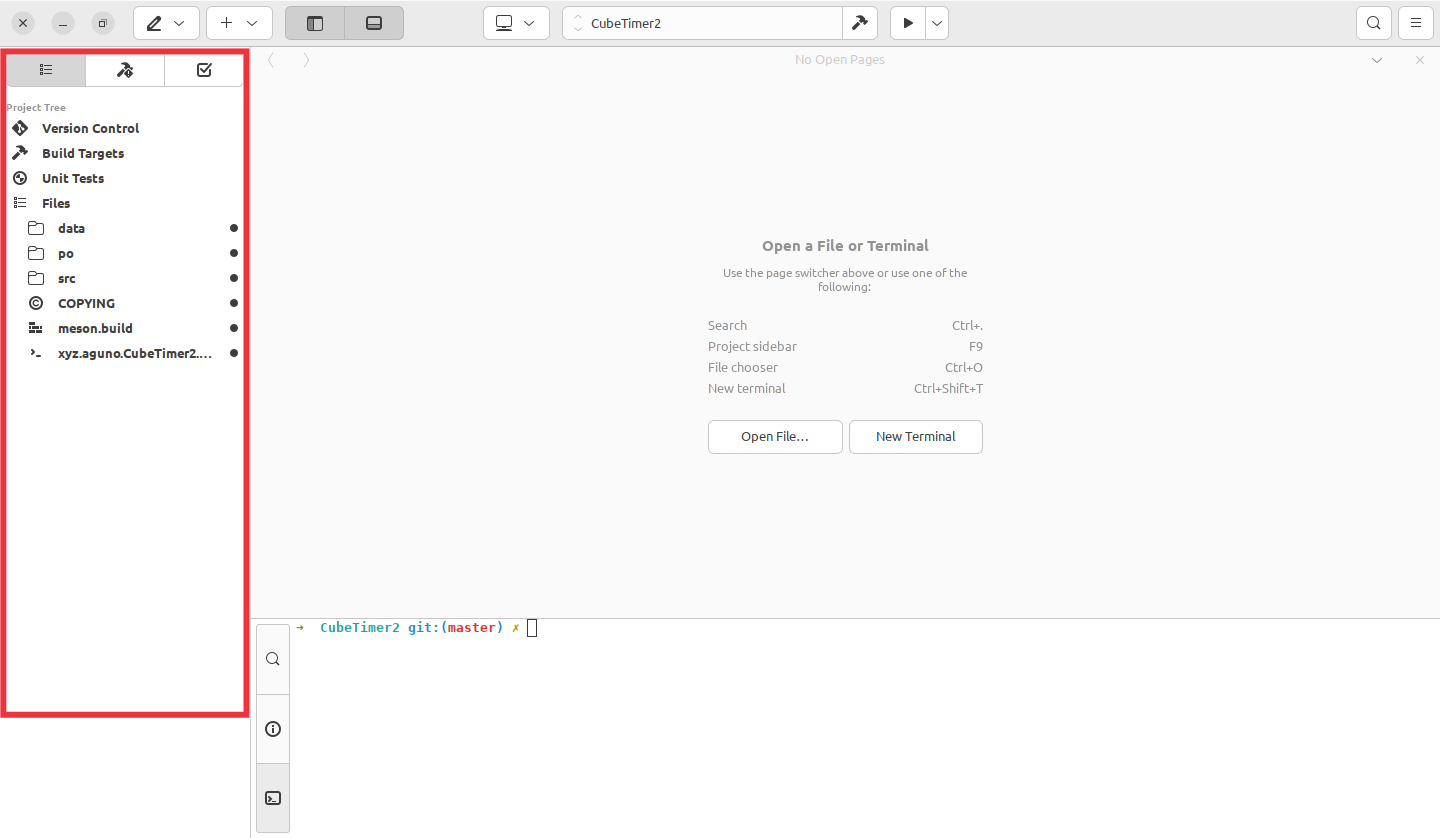 CubeTimer2
No Open Pages
Project Tree
Version Control
Build Targets
Unit Tests
Files
data
po
src
COPYING
meson.build
xyz.aguno.CubeTimer2.…
Open a File or Terminal
Use the page switcher above or use one of the
following:
Search Ctrl+.
Project sidebar F9
File chooser Ctrl+O
New terminal Ctrl+Shift+T
Open File… New Terminal
➜ CubeTimer2 git:(master) ✗